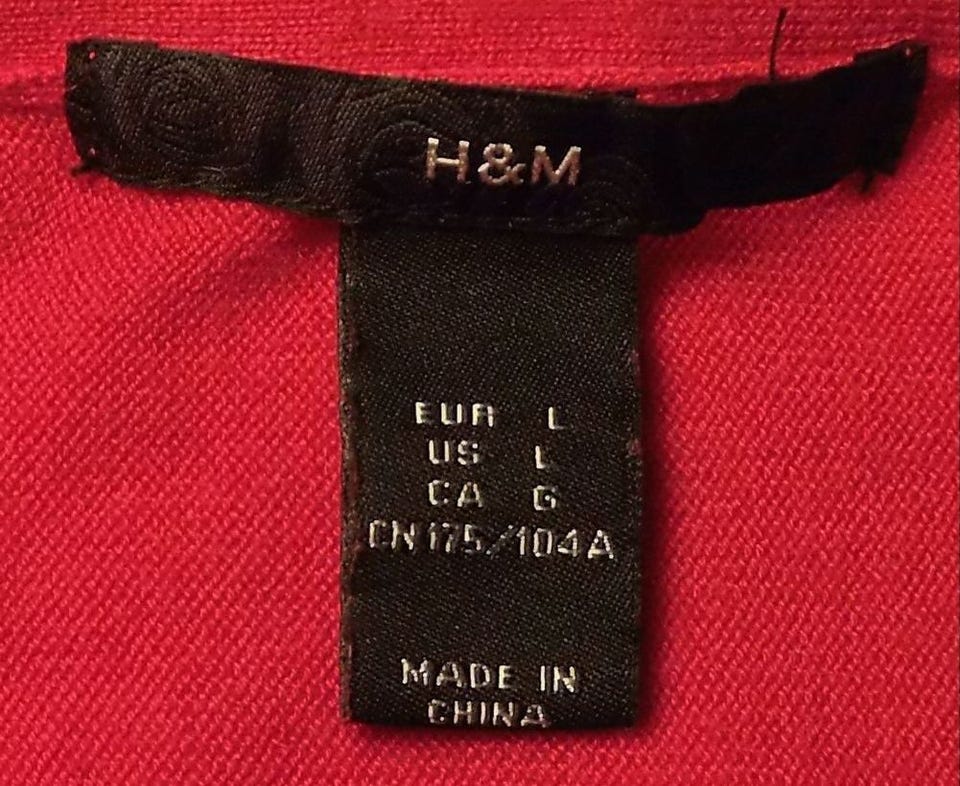 H&M
EUR L
US L
CA G
CN 175/104A
MADE IN
CHINA